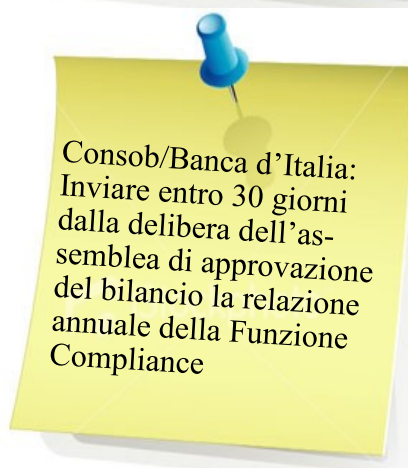 Consob/Banca d'Italia:
Inviare entro 30 giorni
dalla delibera dell'as-
semblea di approvazione
del bilancio la relazione
annuale della Funzione
Compliance